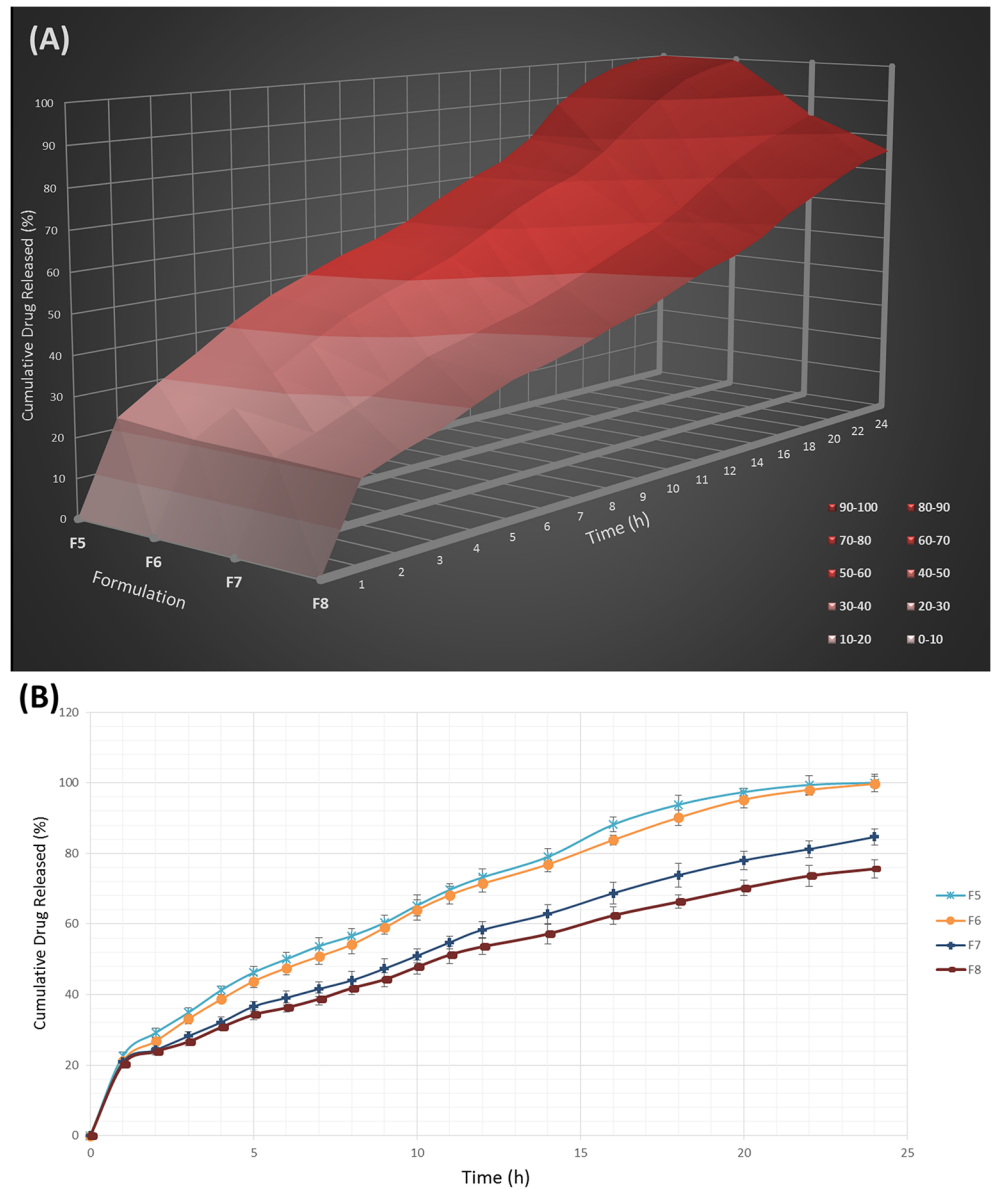 (A)
100
90
80
70
60
50
40
30
20
10
0
Cumulative Drug Released (%)
F5
F6
F7
F8
Formulation
1
2
3
4
5
6
7
8
9
10
11
12
14
16
18
20
22
24
Time (h)
90-100 80-90
70-80 60-70
50-60 40-50
30-40 20-30
10-20 0-10
(B)
120
100
80
60
40
20
0
Cumulative Drug Released (%)
0 5 10 15 20 25
Time (h)
F5
F6
F7
F8